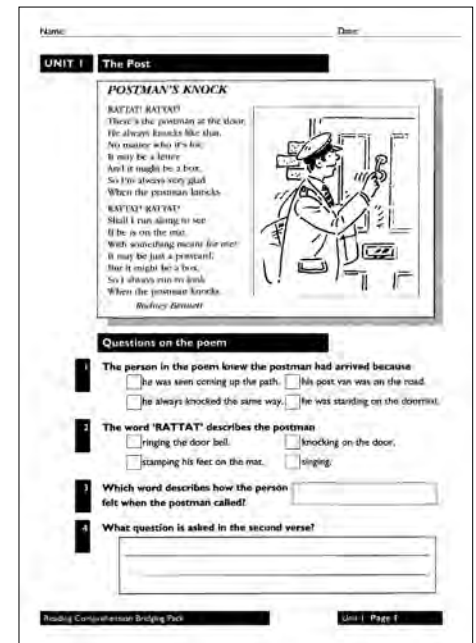 Name:
Date:
UNIT 1 The Post
POSTMAN'S KNOCK
RATTAT! RATTAT!
There's the postman at the door,
He always knocks like that,
No matter who it's for.
It may be a letter
And it might be a box,
So I'm always very glad
When the postman knocks.
RATTAT! RATTAT!
Shall I run along to see
If he is on the mat,
With something meant for me?
It may be just a postcard,
But it might be a box,
So I always run to look
When the postman knocks.
Rodney Bennett
Questions on the poem
1 The person in the poem knew the postman had arrived because
he was seen coming up the path. his post van was on the road.
he always knocked the same way. he was standing on the doormat.
2 The word 'RATTAT' describes the postman
ringing the door bell. knocking on the door.
stamping his feet on the mat. singing.
3 Which word describes how the person
felt when the postman called?
4 What question is asked in the second verse?
Reading Comprehension Bridging Pack
Unit 1 Page 1